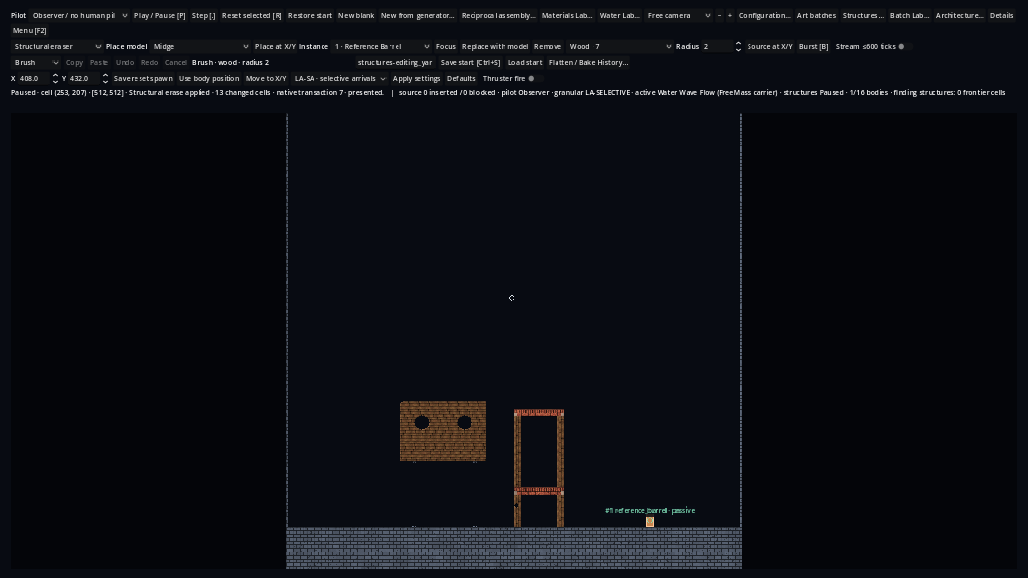 Pilot Observer / no human pil Play / Pause [P] Step [.] Reset selected [R] Restore start New blank New from generator... Reciprocal assembly... Materials Lab... Water Lab... Free camera − + Configuration... Art batches Structures... Batch Lab... Architecture... Details
Menu [F2]
Structural eraser Place model Midge Place at X/Y Instance 1 · Reference Barrel Focus Replace with model Remove Wood 7 Radius 2 Source at X/Y Burst [B] Stream ≤600 ticks
Brush Copy Paste Undo Redo Cancel Brush · wood · radius 2 structures-editing_yar Save start [Ctrl+S] Load start Flatten / Bake History...
X 408.0 Y 432.0 Save reset spawn Use body position Move to X/Y LA-SA · selective arrivals Apply settings Defaults Thruster fire
Paused · cell (253, 207) · [512,512] · Structural erase applied · 13 changed cells · native transaction 7 · presented. | source 0 inserted / 0 blocked · pilot Observer · granular LA-SELECTIVE · active Water Wave Flow (FreeMass carrier) · structures Paused · 1/16 bodies · finding structures: 0 frontier cells
#1 reference_barrel · passive